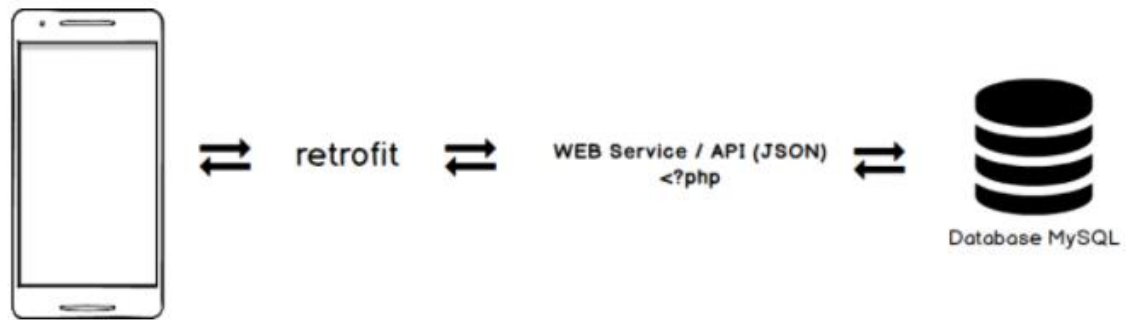 retrofit
WEB Service / API (JSON)
<?php
Database MySQL